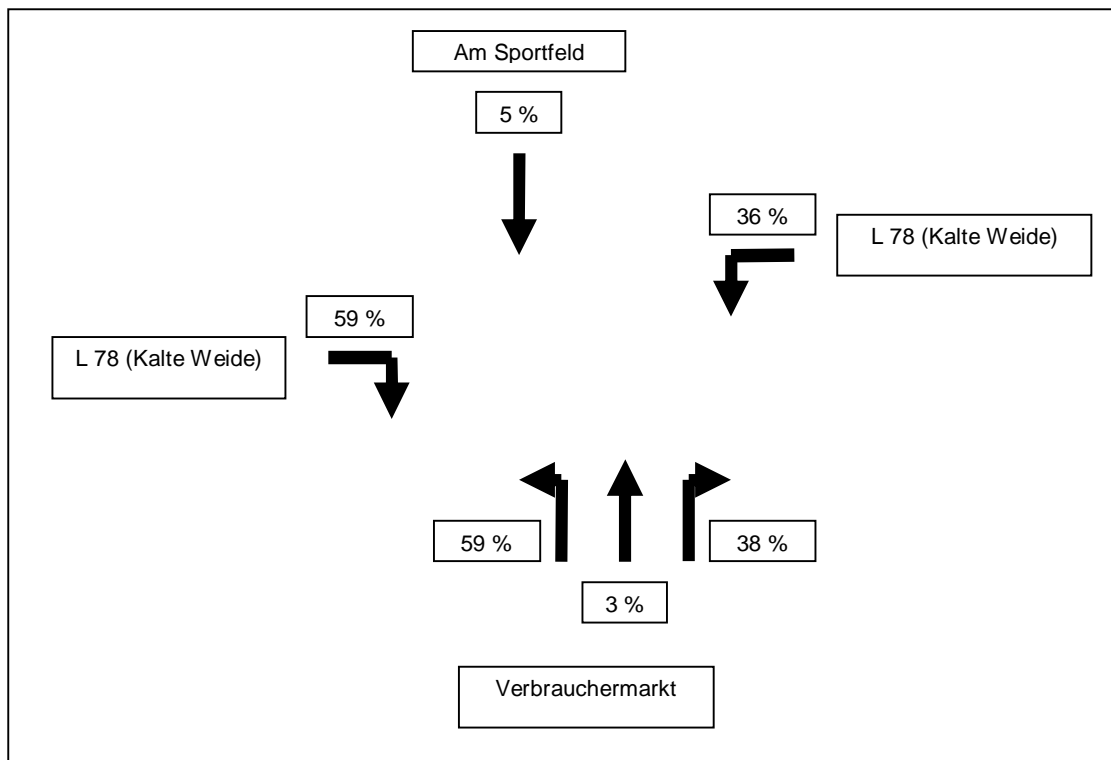 Am Sportfeld
5 %
36 %
L 78 (Kalte Weide)
59 %
L 78 (Kalte Weide)
59 %
38 %
3 %
Verbrauchermarkt